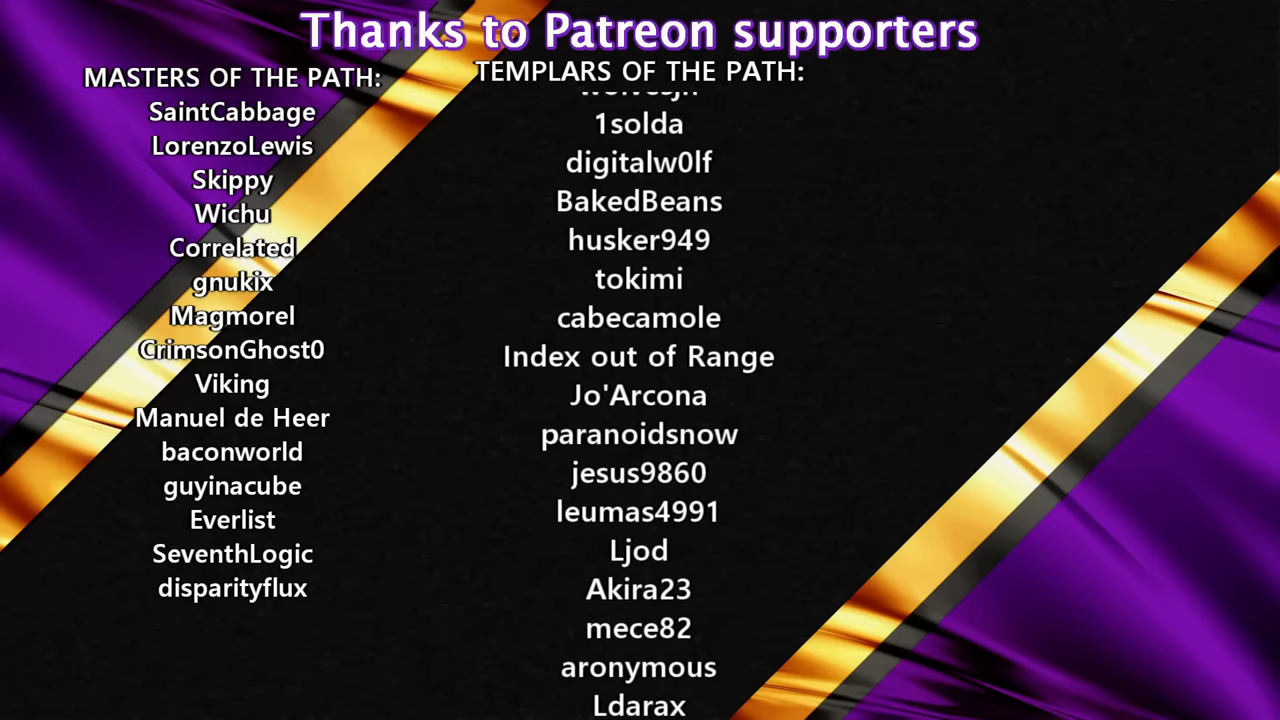 Thanks to Patreon supporters
MASTERS OF THE PATH:
SaintCabbage
LorenzoLewis
Skippy
Wichu
Correlated
gnukix
Magmorel
CrimsonGhost0
Viking
Manuel de Heer
baconworld
guyinacube
Everlist
SeventhLogic
disparityflux
TEMPLARS OF THE PATH:
1solda
digitalw0lf
BakedBeans
husker949
tokimi
cabecamole
Index out of Range
Jo'Arcona
paranoidsnow
jesus9860
leumas4991
Ljod
Akira23
mece82
aronymous
Ldarax